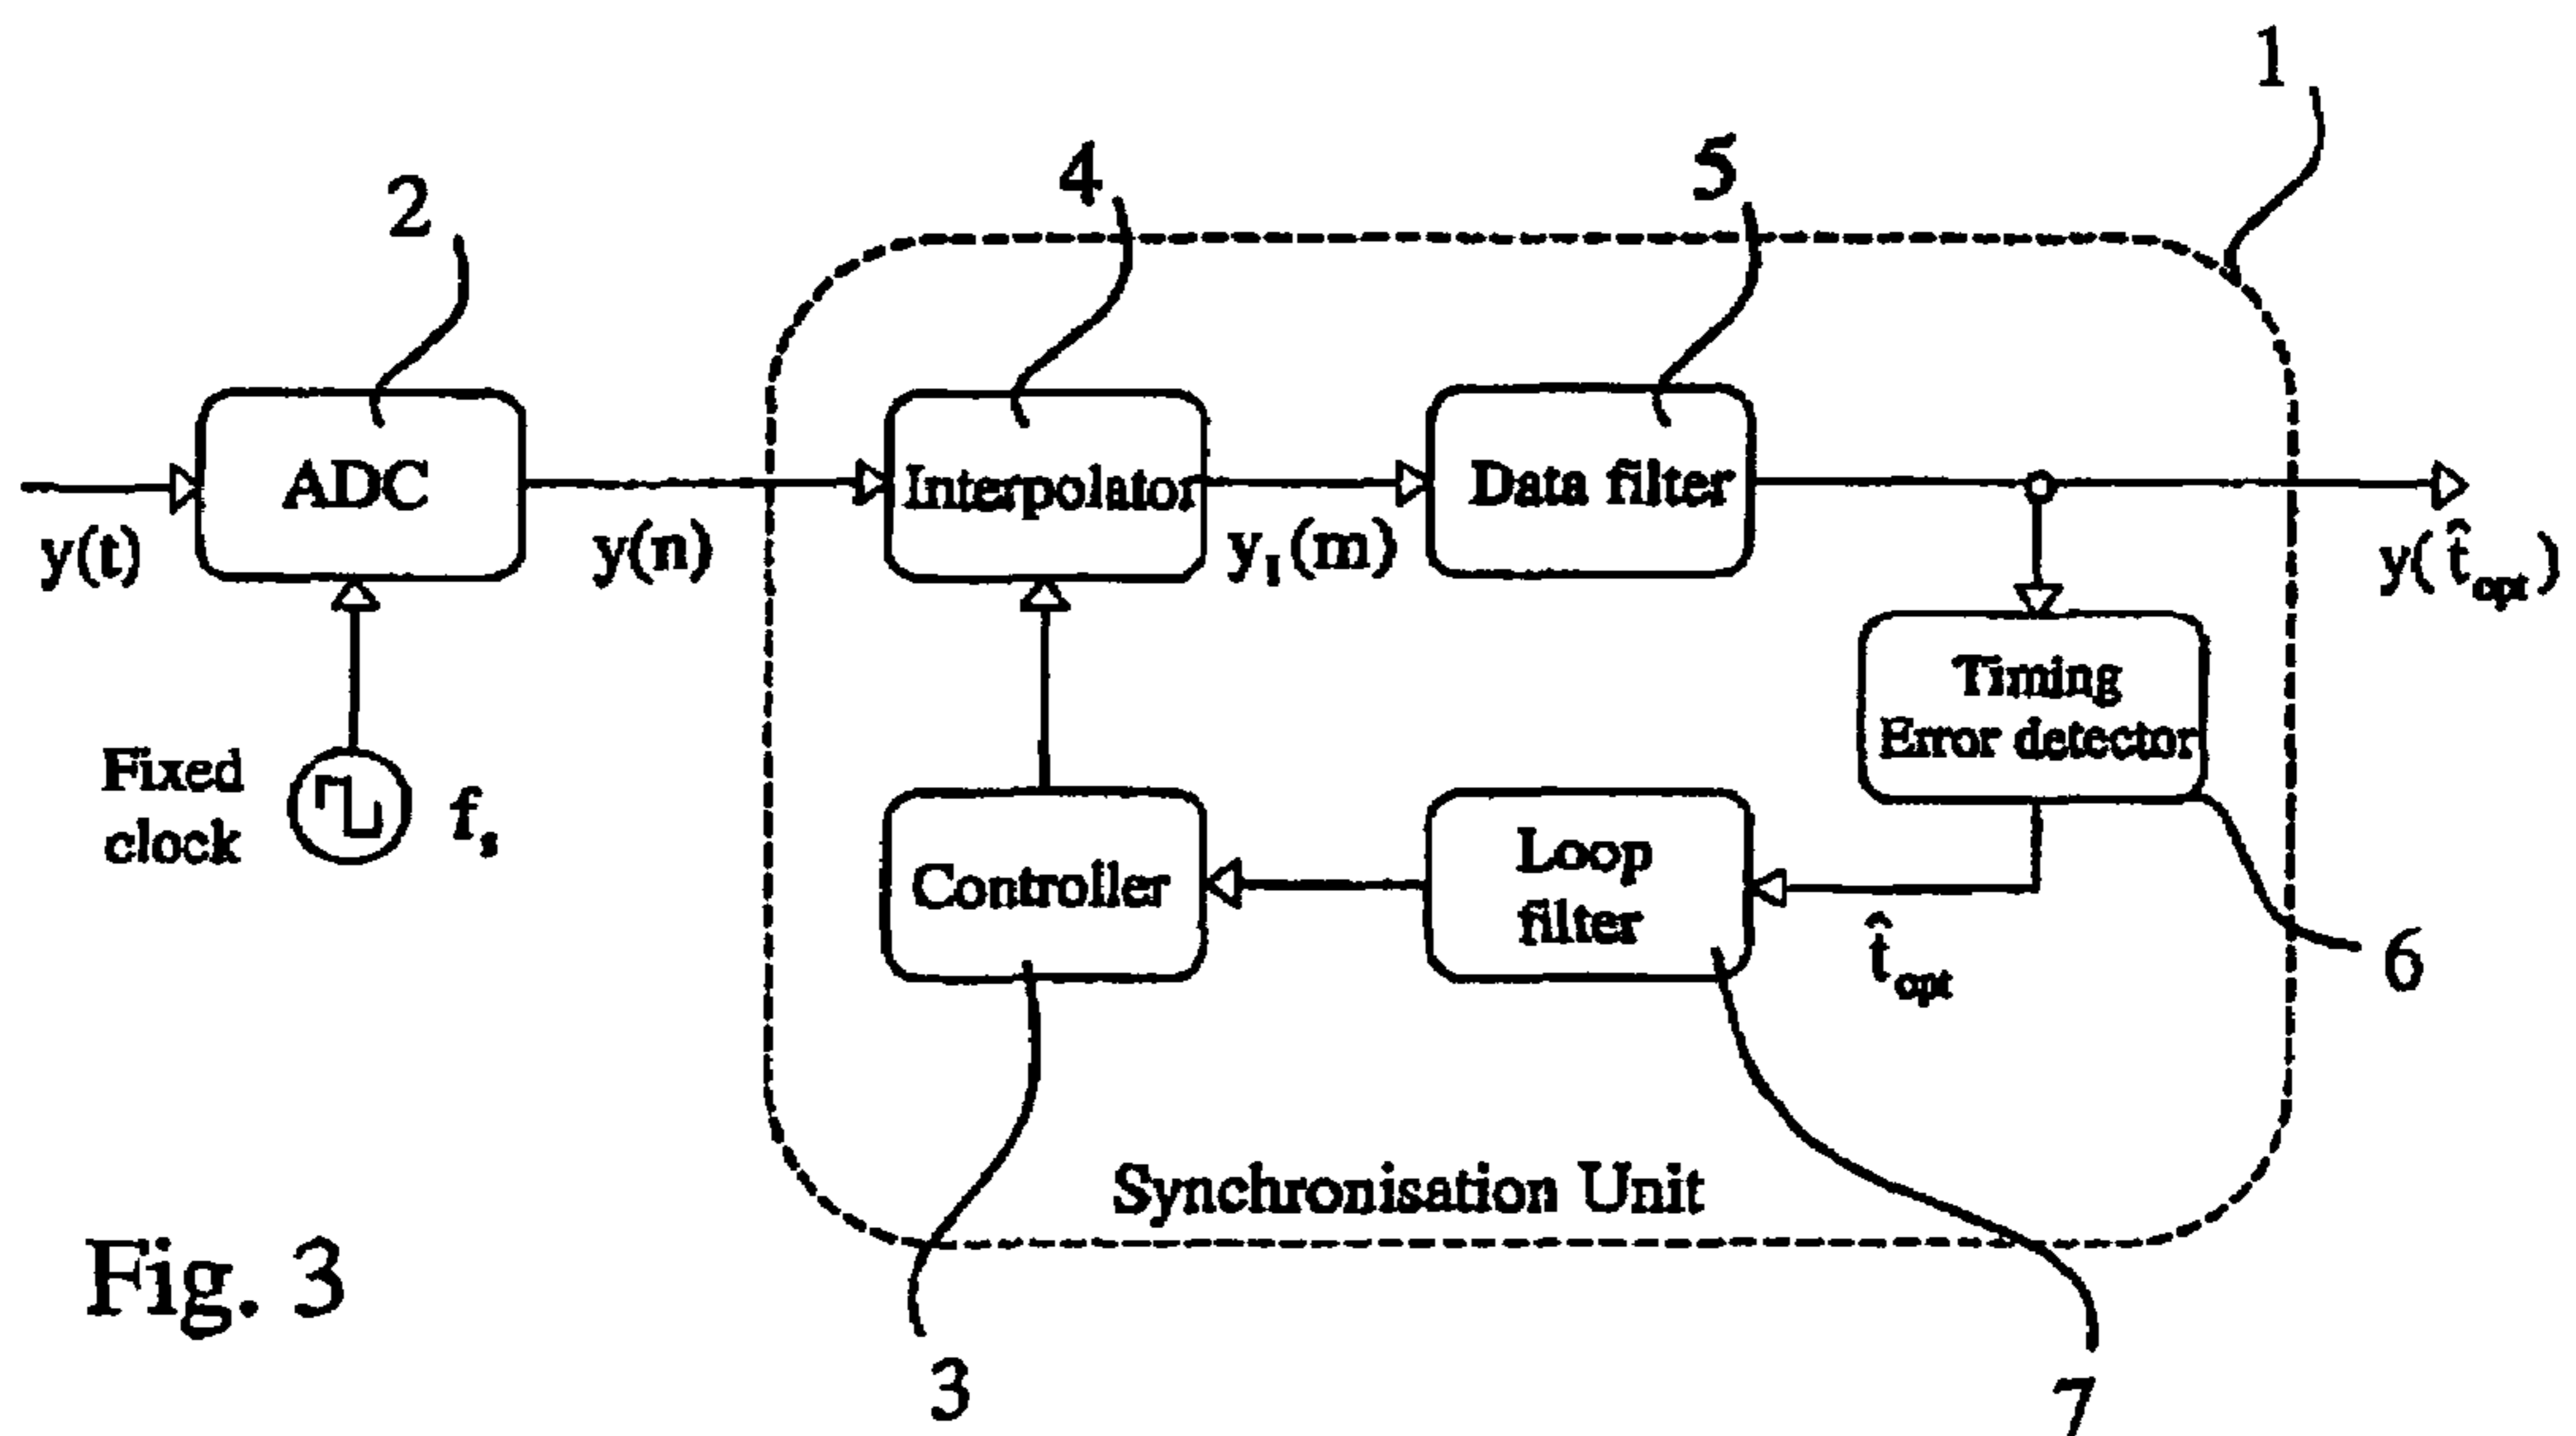 1
2
4
5
ADC
Interpolator
Data filter
y(t)
y(n)
y_I(m)
y(t̂_opt)
Timing
Error detector
Fixed
clock
f_s
Controller
Loop
filter
t̂_opt
6
Synchronisation Unit
Fig. 3
3
7